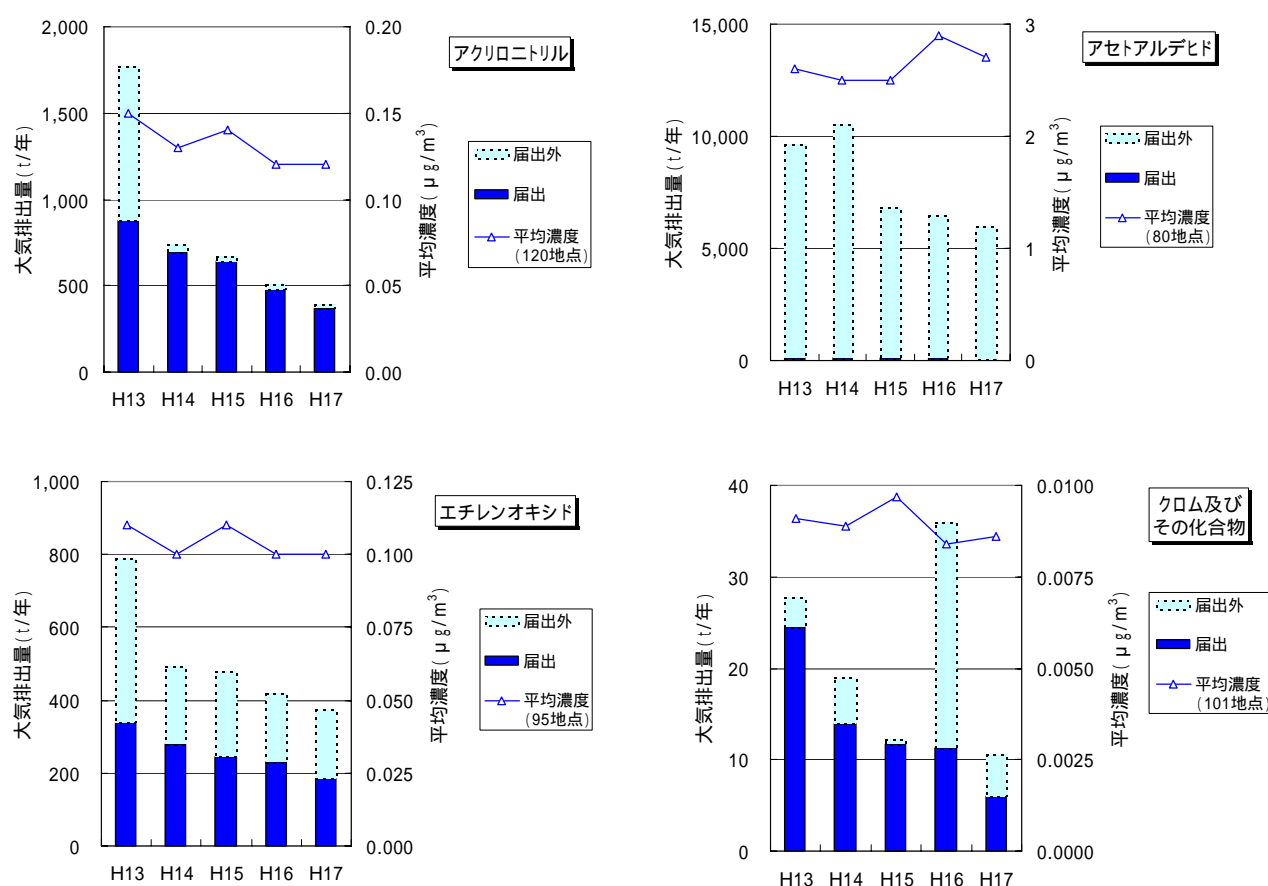 アクリロニトリル
大気排出量(t/年)
2,000
1,500
1,000
500
0
平均濃度(μg/m³)
0.20
0.15
0.10
0.05
0.00
H13 H14 H15 H16 H17
届出外
届出
平均濃度
(120地点)
アセトアルデヒド
大気排出量(t/年)
15,000
10,000
5,000
0
平均濃度(μg/m³)
3
2
1
0
H13 H14 H15 H16 H17
届出外
届出
平均濃度
(80地点)
エチレンオキシド
大気排出量(t/年)
1,000
800
600
400
200
0
平均濃度(μg/m³)
0.125
0.100
0.075
0.050
0.025
0.000
H13 H14 H15 H16 H17
届出外
届出
平均濃度
(95地点)
クロム及び
その化合物
大気排出量(t/年)
40
30
20
10
0
平均濃度(μg/m³)
0.0100
0.0075
0.0050
0.0025
0.0000
H13 H14 H15 H16 H17
届出外
届出
平均濃度
(101地点)